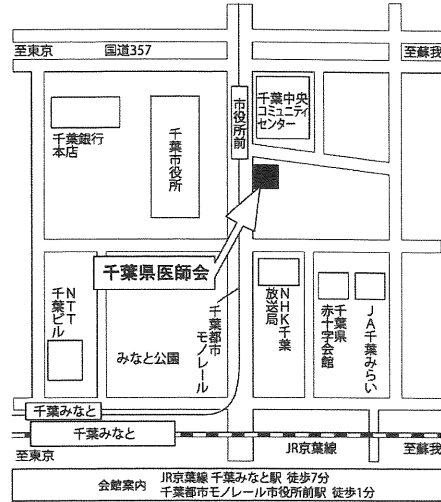 至東京
国道357
至蘇我
千葉銀行
本店
千葉市役所
市役所前
千葉中央
コミュニティ
センター
千葉県医師会
NTT
千葉ビル
みなと公園
千葉都市
モノレール
NHK千葉
放送局
千葉県
赤十字会館
JA千葉みらい
千葉みなと
千葉みなと
至東京
JR京葉線
至蘇我
会館案内
JR京葉線 千葉みなと駅 徒歩7分
千葉都市モノレール市役所前駅 徒歩1分